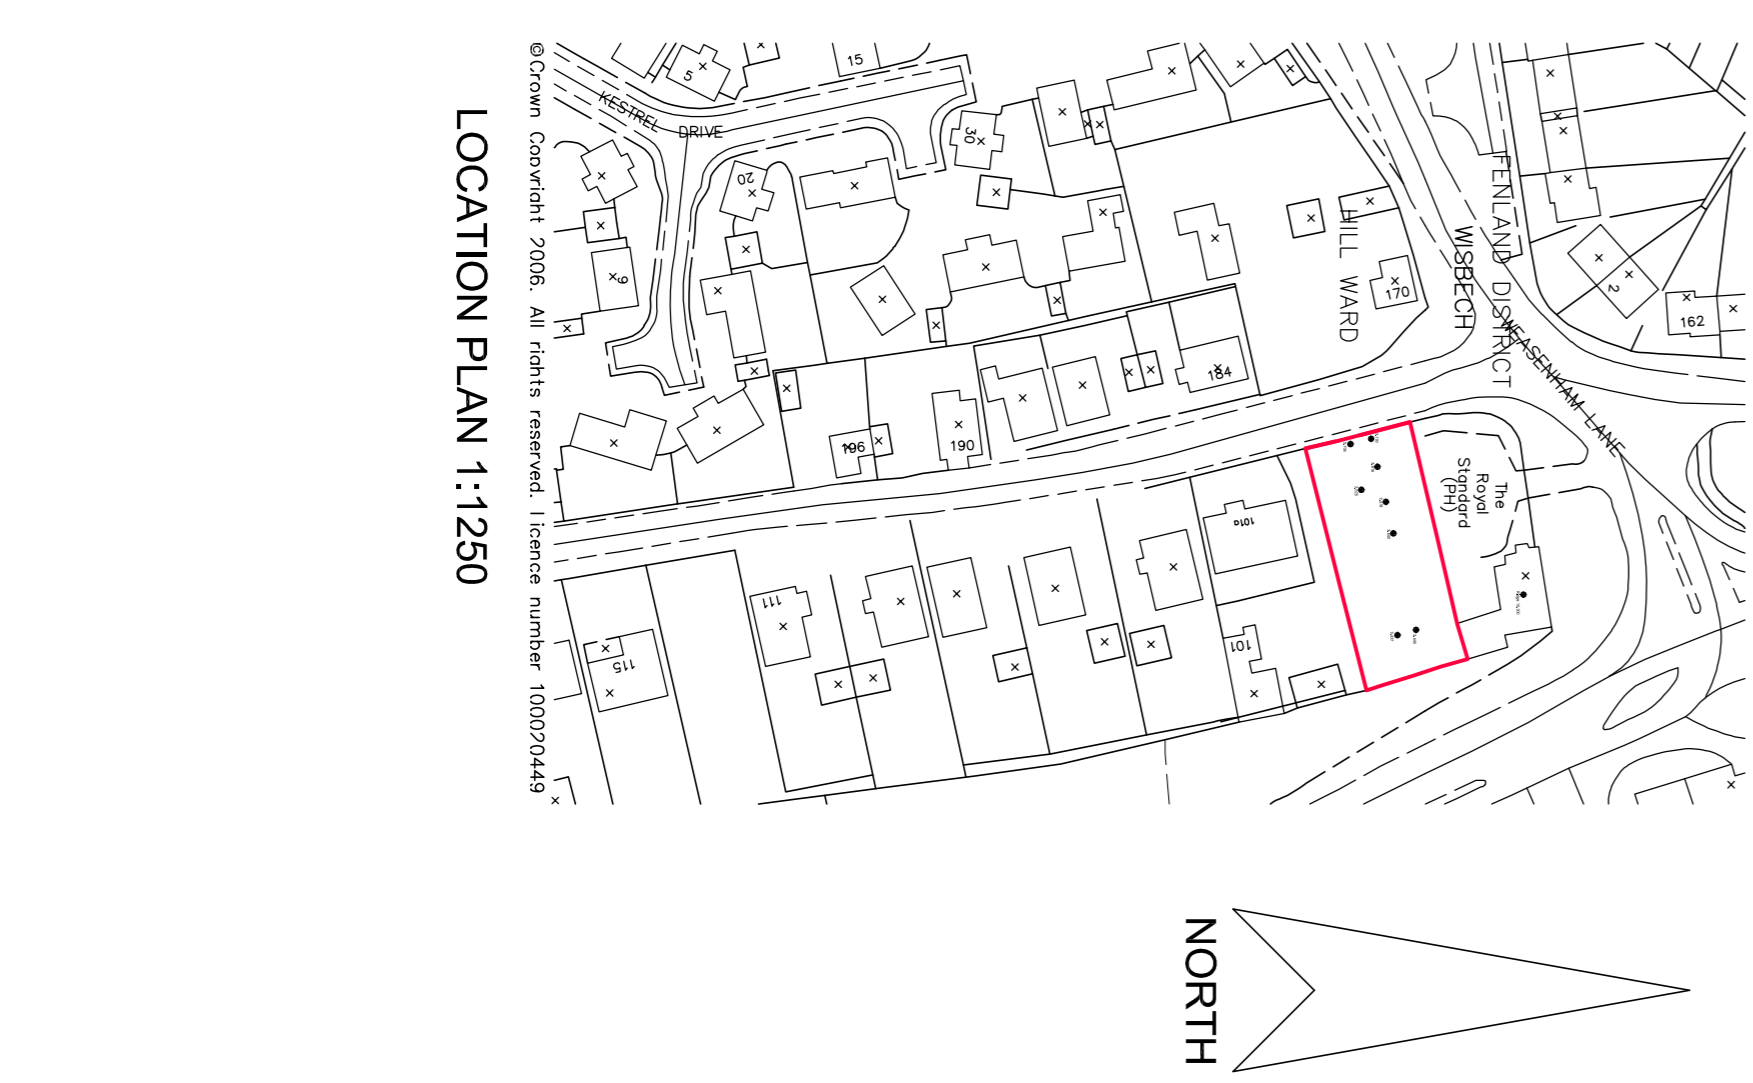 LOCATION PLAN 1:1250
©Crown Copyright 2006. All rights reserved. licence number 100020449
KESTREL
DRIVE
5
15
20
30
9
HILL WARD
WISBECH
FENLAND DISTRICT
WEASENHAM LANE
170
2
162
184
190
196
The
Royal
Standard
(PH)
101a
101
111
115
NORTH